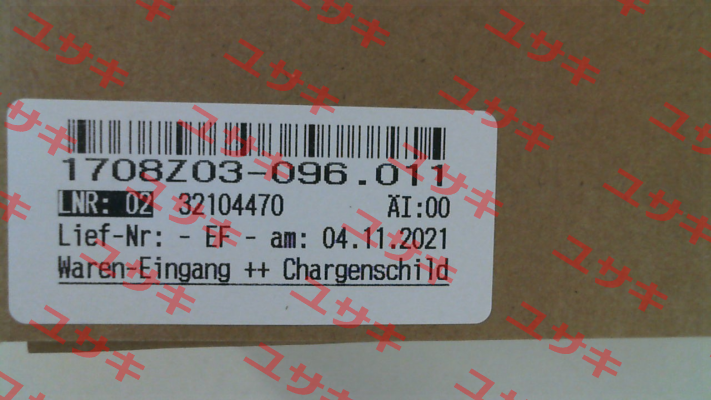 1708Z03-096.011
LNR: 02 32104470 AI:00
Lief-Nr: - EF - am: 04.11.2021
Waren-Eingang ++ Chargenschild
ユサキ